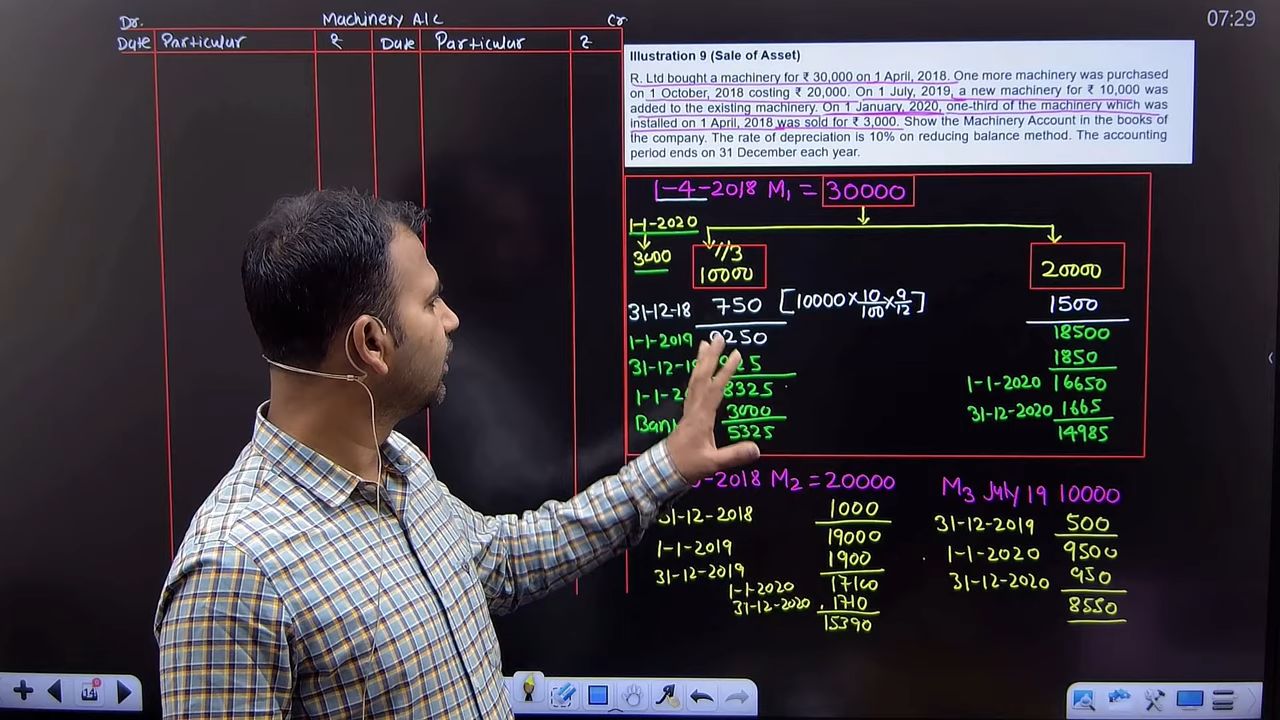 07:29
Dr. Machinery A/c Cr.
Date Particular ₹ Date Particular ₹
Illustration 9 (Sale of Asset)
R. Ltd bought a machinery for ₹ 30,000 on 1 April, 2018. One more machinery was purchased
on 1 October, 2018 costing ₹ 20,000. On 1 July, 2019, a new machinery for ₹ 10,000 was
added to the existing machinery. On 1 January, 2020, one-third of the machinery which was
installed on 1 April, 2018 was sold for ₹ 3,000. Show the Machinery Account in the books of
the company. The rate of depreciation is 10% on reducing balance method. The accounting
period ends on 31 December each year.
1-4-2018 M₁ = 30000
1-1-2020
3000
1/3
10000
20000
31-12-18 750 [10000 × 10/100 × 9/12]
1-1-2019 9250
31-12-19 925
8325
3000
5325
1500
18500
1850
1-1-2020 16650
31-12-2020 1665
14985
-2018 M₂ = 20000
31-12-2018 1000
1-1-2019 19000
31-12-2019 1900
1-1-2020 17100
31-12-2020 1710
15390
M₃ July 19 10000
31-12-2019 500
1-1-2020 9500
31-12-2020 950
8550
14